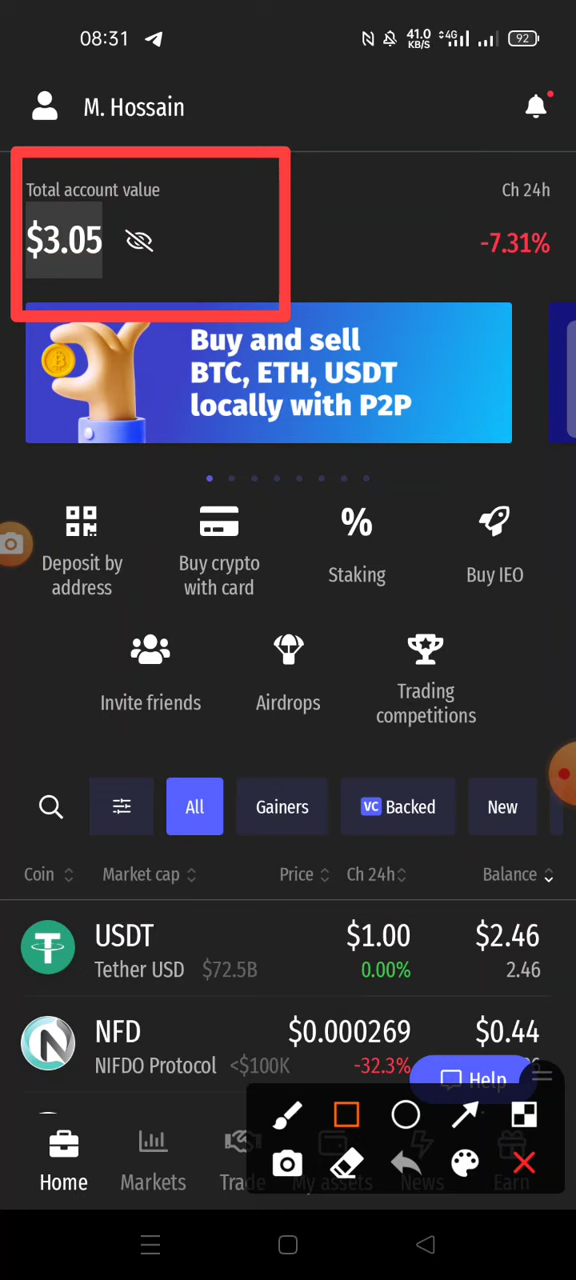 08:31
41.0
KB/S
4G
92
M. Hossain
Total account value
Ch 24h
$3.05
-7.31%
Buy and sell
BTC, ETH, USDT
locally with P2P
Deposit by
address
Buy crypto
with card
%
Staking
Buy IEO
Invite friends
Airdrops
Trading
competitions
All
Gainers
VC Backed
New
Coin
Market cap
Price
Ch 24h
Balance
USDT
$1.00
$2.46
Tether USD
$72.5B
0.00%
2.46
NFD
$0.000269
$0.44
NIFDO Protocol
<$100K
-32.3%
Help
Home
Markets
Trade
My assets
News
Earn